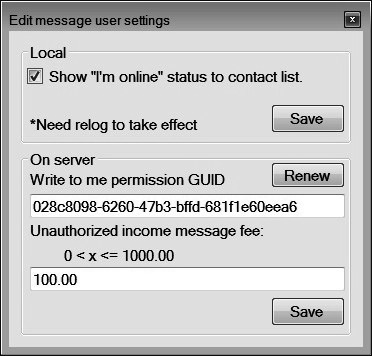 Edit message user settings
Local
Show "I'm online" status to contact list.
*Need relog to take effect
Save
On server
Write to me permission GUID
Renew
028c8098-6260-47b3-bffd-681f1e60eea6
Unauthorized income message fee:
0 < x <= 1000.00
100.00
Save